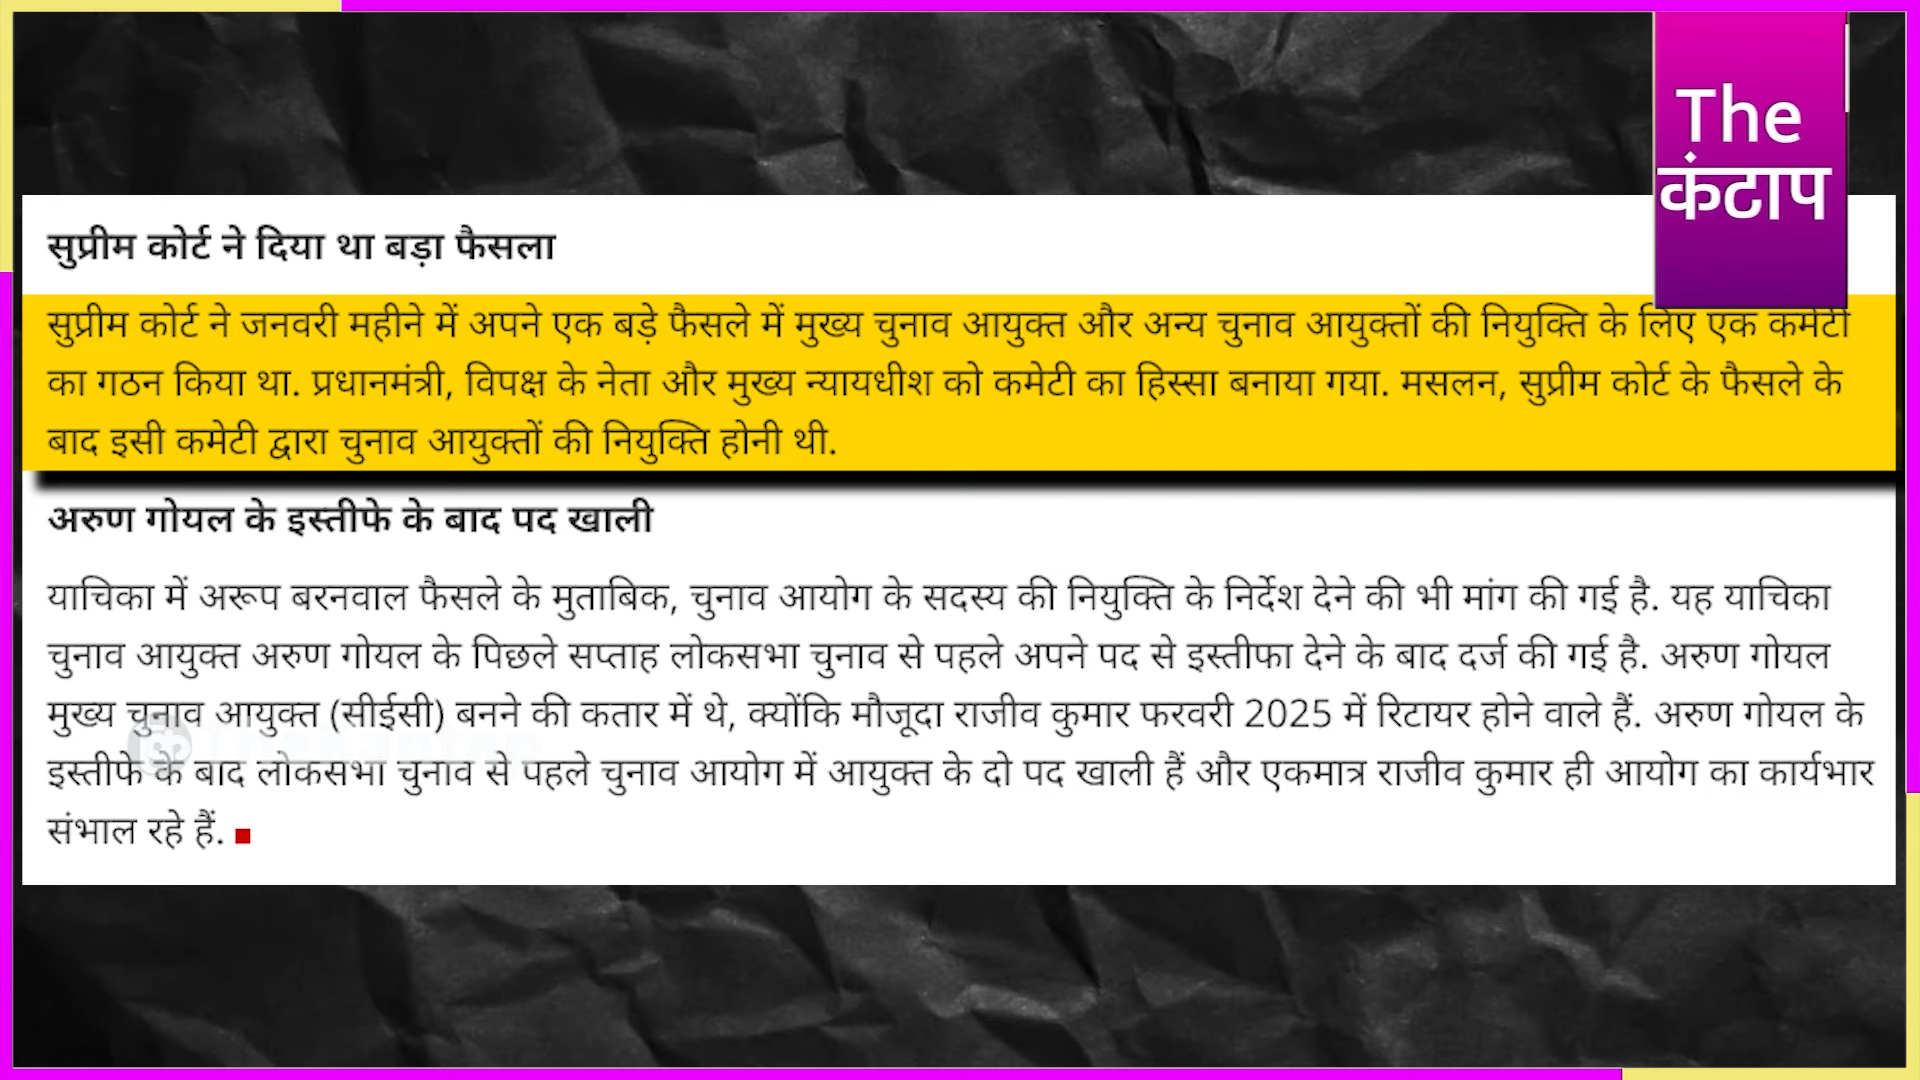 The
कंटाप
सुप्रीम कोर्ट ने दिया था बड़ा फैसला
सुप्रीम कोर्ट ने जनवरी महीने में अपने एक बड़े फैसले में मुख्य चुनाव आयुक्त और अन्य चुनाव आयुक्तों की नियुक्ति के लिए एक कमेटी
का गठन किया था. प्रधानमंत्री, विपक्ष के नेता और मुख्य न्यायधीश को कमेटी का हिस्सा बनाया गया. मसलन, सुप्रीम कोर्ट के फैसले के
बाद इसी कमेटी द्वारा चुनाव आयुक्तों की नियुक्ति होनी थी.
अरुण गोयल के इस्तीफे के बाद पद खाली
याचिका में अरूप बरनवाल फैसले के मुताबिक, चुनाव आयोग के सदस्य की नियुक्ति के निर्देश देने की भी मांग की गई है. यह याचिका
चुनाव आयुक्त अरुण गोयल के पिछले सप्ताह लोकसभा चुनाव से पहले अपने पद से इस्तीफा देने के बाद दर्ज की गई है. अरुण गोयल
मुख्य चुनाव आयुक्त (सीईसी) बनने की कतार में थे, क्योंकि मौजूदा राजीव कुमार फरवरी 2025 में रिटायर होने वाले हैं. अरुण गोयल के
इस्तीफे के बाद लोकसभा चुनाव से पहले चुनाव आयोग में आयुक्त के दो पद खाली हैं और एकमात्र राजीव कुमार ही आयोग का कार्यभार
संभाल रहे हैं.